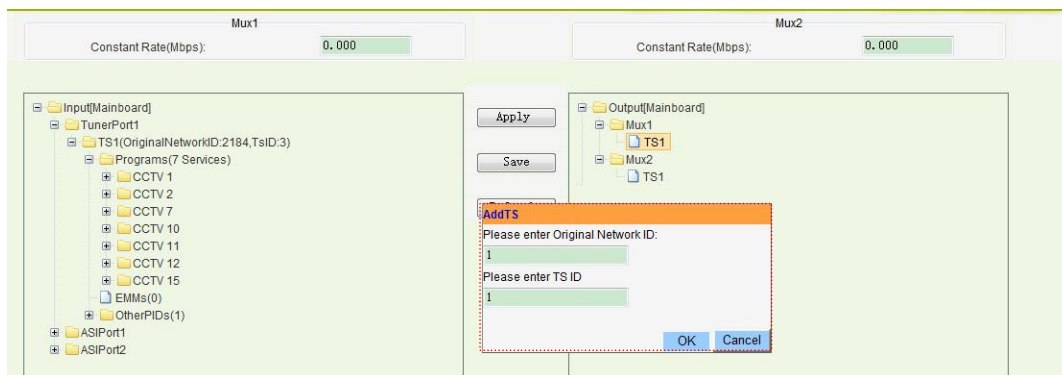 Mux1
Constant Rate(Mbps):
0.000
Mux2
Constant Rate(Mbps):
0.000
Input[Mainboard]
TunerPort1
TS1(OriginalNetworkID:2184,TsID:3)
Programs(7 Services)
CCTV 1
CCTV 2
CCTV 7
CCTV 10
CCTV 11
CCTV 12
CCTV 15
EMMs(0)
OtherPIDs(1)
ASIPort1
ASIPort2
Apply
Save
Output[Mainboard]
Mux1
TS1
Mux2
TS1
AddTS
Please enter Original Network ID:
1
Please enter TS ID
1
OK Cancel